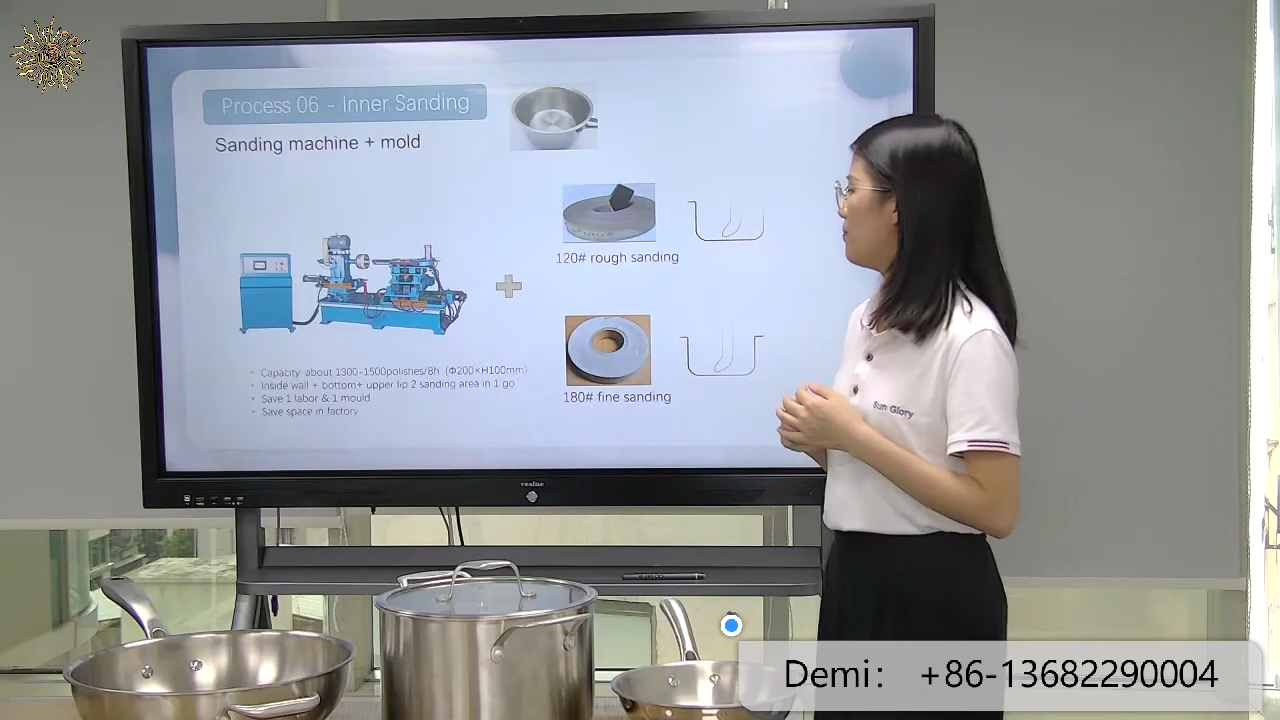 Process 06 - Inner Sanding
Sanding machine + mold
120# rough sanding
180# fine sanding
• Capacity: about 1300-1500polishes/8h (Φ200×H100mm)
• Inside wall + bottom+ upper lip 2 sanding area in 1 go
• Save 1 labor & 1 mould
• Save space in factory
Sun Glory
Demi： +86-13682290004